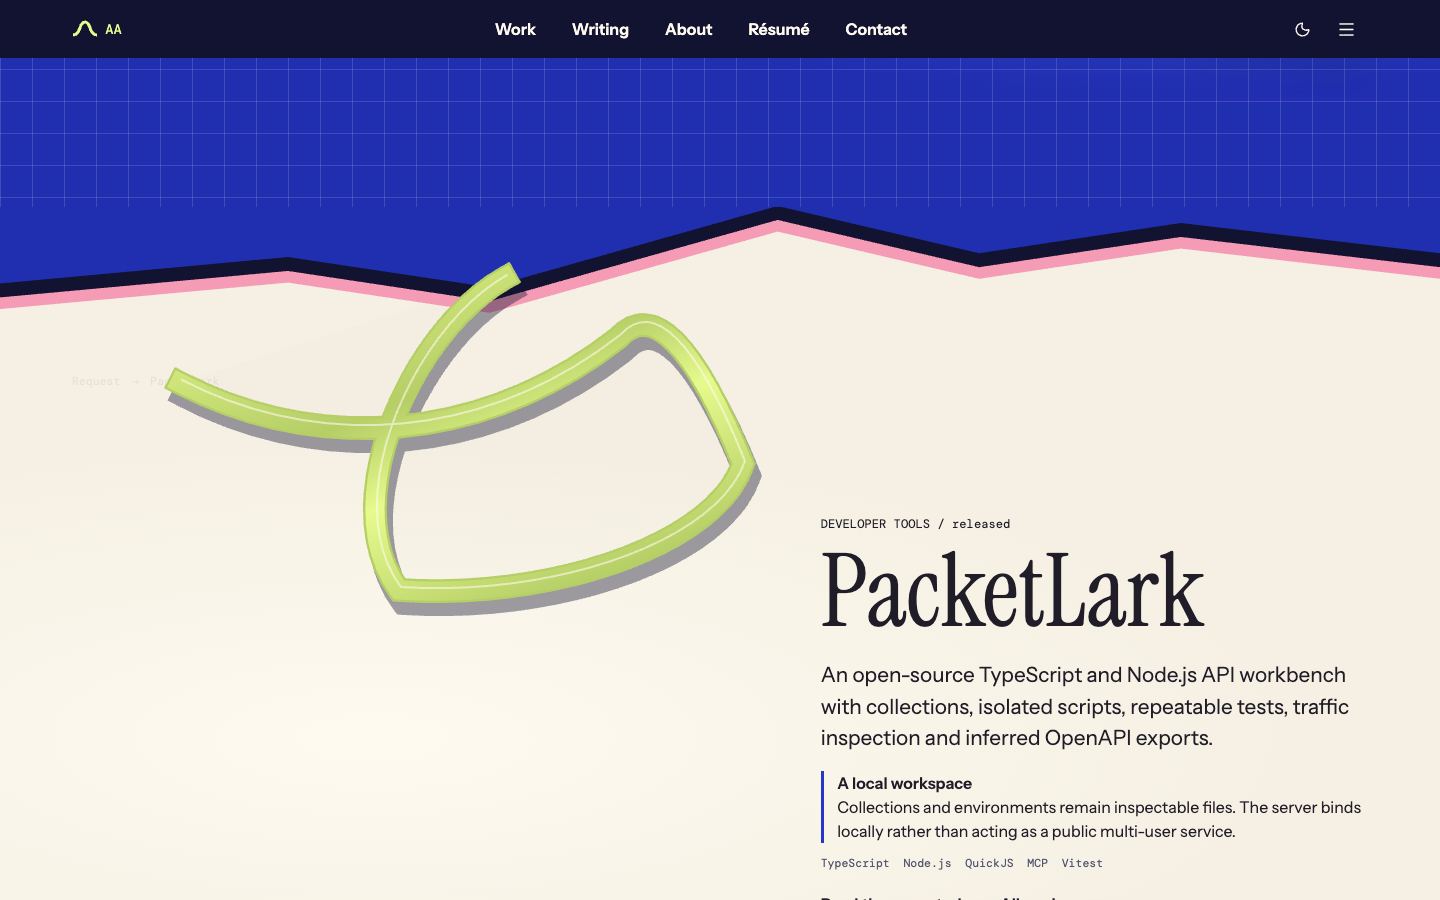 AA
Work Writing About Résumé Contact
Request → Pa
DEVELOPER TOOLS / released
PacketLark
An open-source TypeScript and Node.js API workbench
with collections, isolated scripts, repeatable tests, traffic
inspection and inferred OpenAPI exports.
A local workspace
Collections and environments remain inspectable files. The server binds
locally rather than acting as a public multi-user service.
TypeScript Node.js QuickJS MCP Vitest